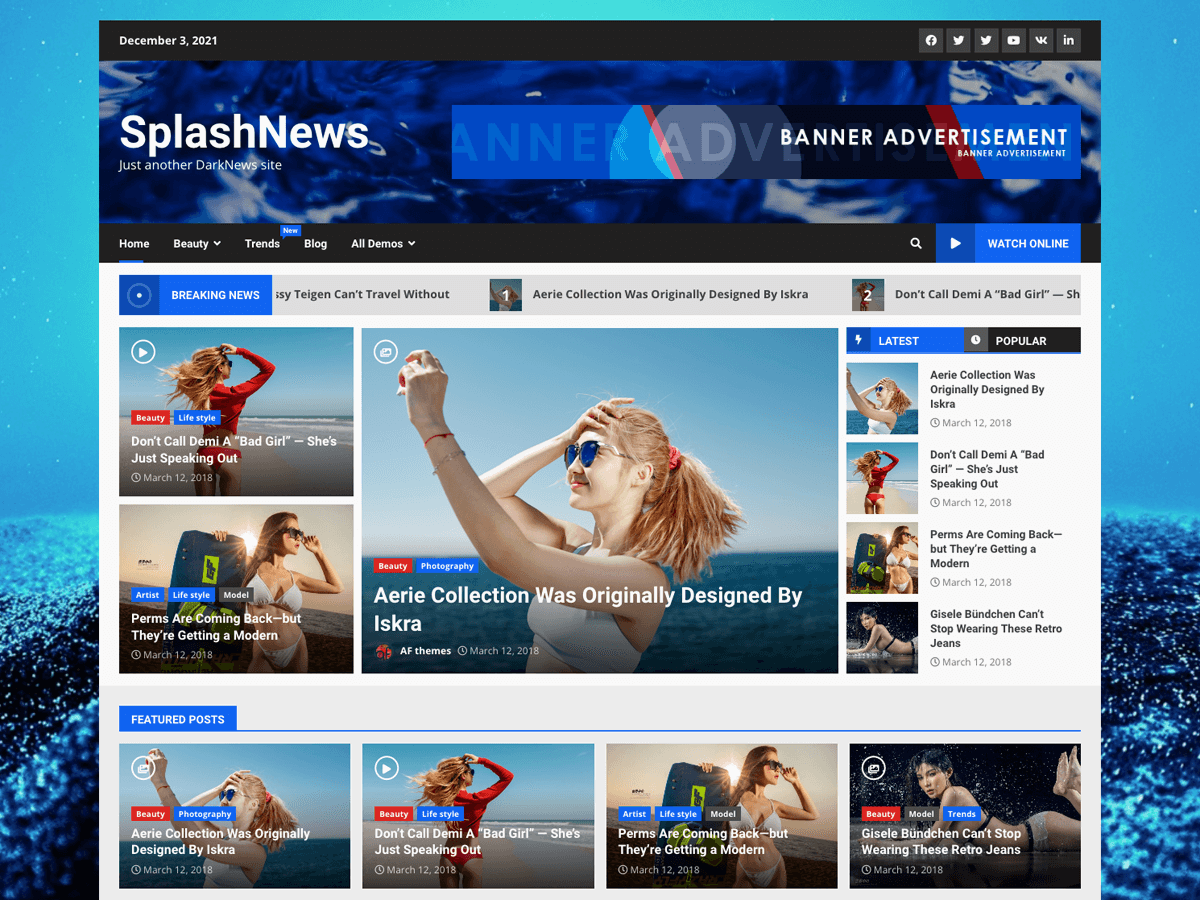 December 3, 2021
SplashNews
Just another DarkNews site
BANNER ADVERTISEMENT
BANNER ADVERTISEMENT
BANNER ADVERTISEMENT
New
Home
Beauty
Trends
Blog
All Demos
WATCH ONLINE
BREAKING NEWS
ssy Teigen Can't Travel Without
1
Aerie Collection Was Originally Designed By Iskra
2
Don't Call Demi A “Bad Girl” — Sh
Beauty
Life style
Don't Call Demi A “Bad Girl” — She's
Just Speaking Out
March 12, 2018
Artist
Life style
Model
Perms Are Coming Back—but
They're Getting a Modern
March 12, 2018
Beauty
Photography
Aerie Collection Was Originally Designed By
Iskra
AF themes
March 12, 2018
LATEST
POPULAR
Aerie Collection Was
Originally Designed By
Iskra
March 12, 2018
Don't Call Demi A “Bad
Girl” — She's Just
Speaking Out
March 12, 2018
Perms Are Coming Back—
but They're Getting a
Modern
March 12, 2018
Gisele Bündchen Can't
Stop Wearing These Retro
Jeans
March 12, 2018
FEATURED POSTS
Beauty
Photography
Aerie Collection Was Originally
Designed By Iskra
March 12, 2018
Beauty
Life style
Don't Call Demi A “Bad Girl” — She's
Just Speaking Out
March 12, 2018
Artist
Life style
Model
Perms Are Coming Back—but
They're Getting a Modern
March 12, 2018
Beauty
Model
Trends
Gisele Bündchen Can't Stop
Wearing These Retro Jeans
March 12, 2018